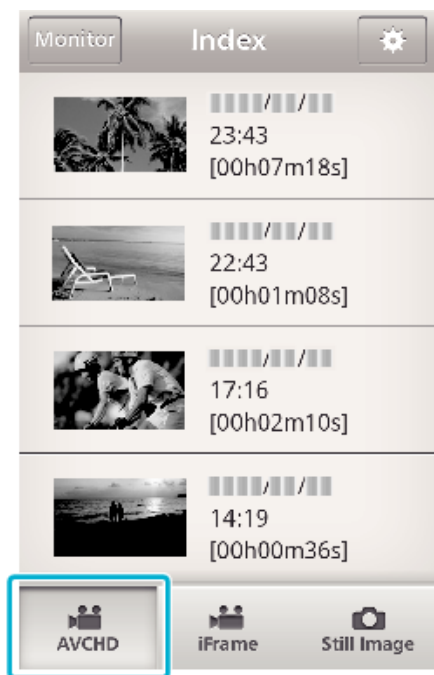 Monitor Index
/ /
23:43
[00h07m18s]
/ /
22:43
[00h01m08s]
/ /
17:16
[00h02m10s]
/ /
14:19
[00h00m36s]
AVCHD iFrame Still Image